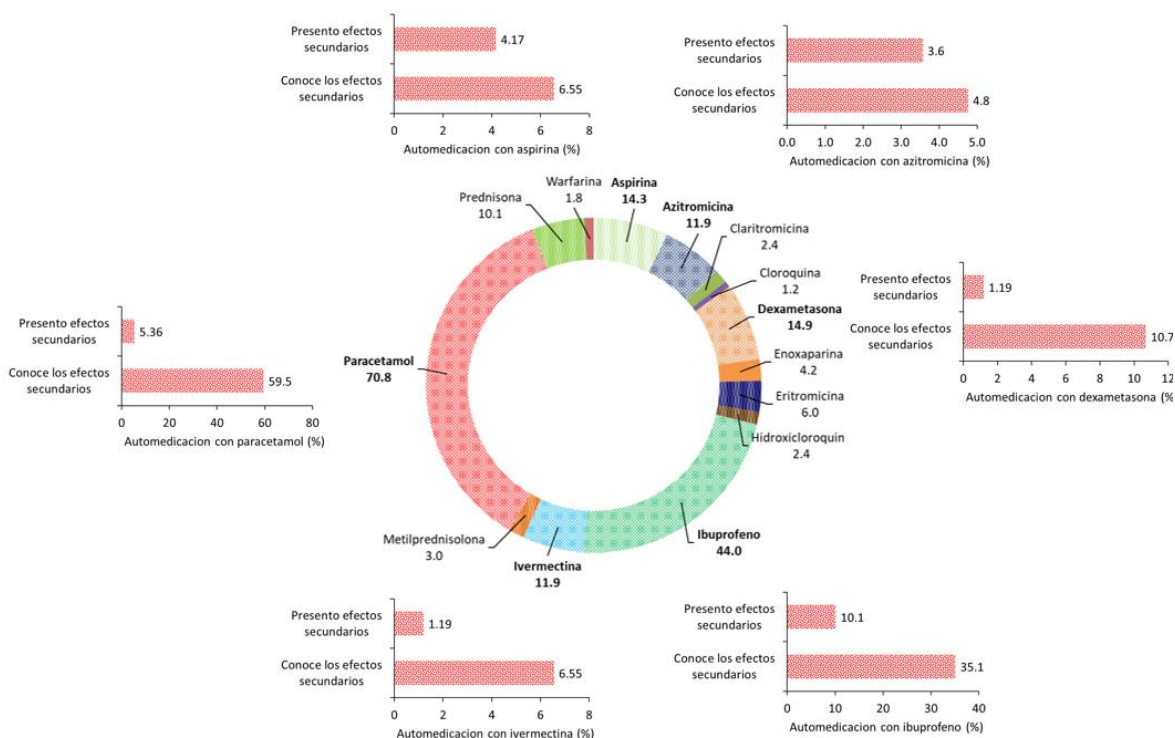 Presento efectos
secundarios
4.17
Conoce los efectos
secundarios
6.55
0 2 4 6 8
Automedicacion con aspirina (%)
Presento efectos
secundarios
3.6
Conoce los efectos
secundarios
4.8
0.0 1.0 2.0 3.0 4.0 5.0
Automedicacion con azitromicina (%)
Warfarina
1.8
Aspirina
14.3
Prednisona
10.1
Azitromicina
11.9
Claritromicina
2.4
Cloroquina
1.2
Dexametasona
14.9
Enoxaparina
4.2
Eritromicina
6.0
Hidroxicloroquin
2.4
Ibuprofeno
44.0
Ivermectina
11.9
Metilprednisolona
3.0
Paracetamol
70.8
Presento efectos
secundarios
1.19
Conoce los efectos
secundarios
10.7
0 2 4 6 8 10 12
Automedicacion con dexametasona (%
Presento efectos
secundarios
5.36
Conoce los efectos
secundarios
59.5
0 20 40 60 80
Automedicacion con paracetamol (%)
Presento efectos
secundarios
1.19
Conoce los efectos
secundarios
6.55
0 2 4 6 8
Automedicacion con ivermectina (%)
Presento efectos
secundarios
10.1
Conoce los efectos
secundarios
35.1
0 10 20 30 40
Automedicacion con ibuprofeno (%)